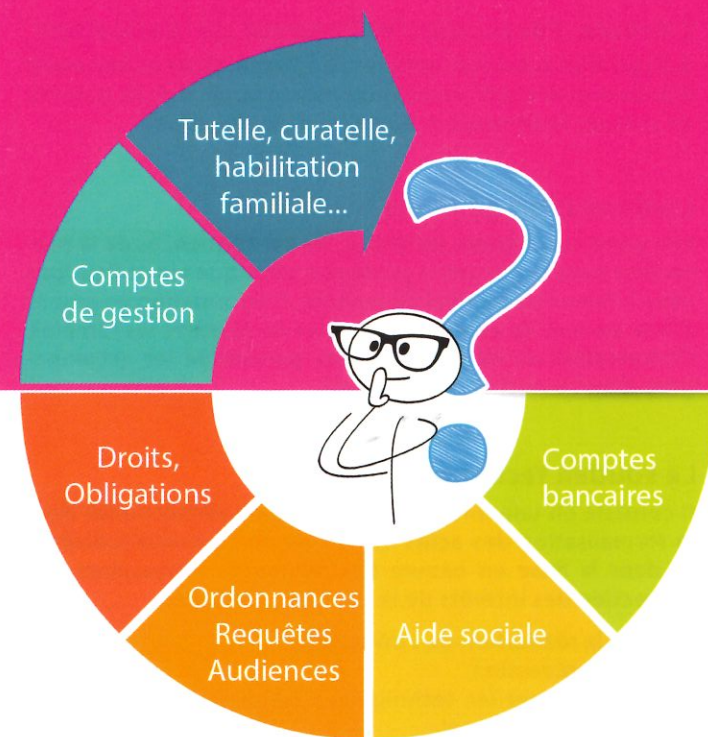 Tutelle, curatelle,
habilitation
familiale...
Comptes
de gestion
Droits,
Obligations
Comptes
bancaires
Ordonnances
Requêtes
Audiences
Aide sociale